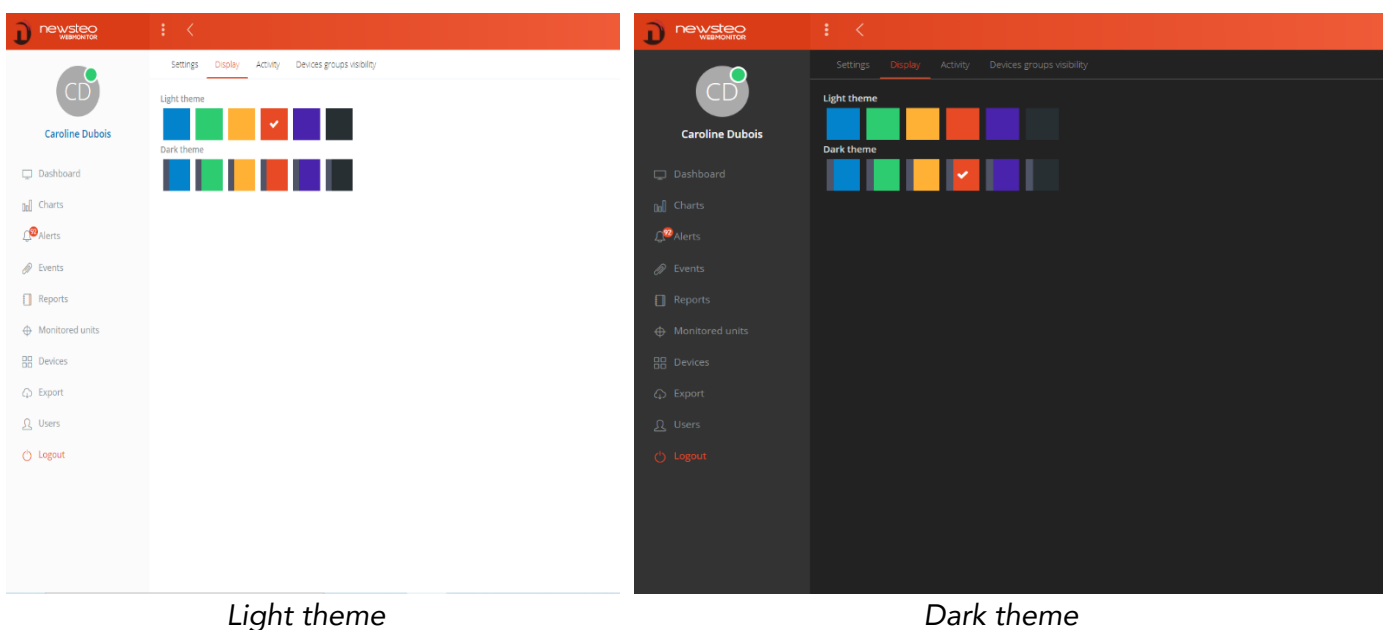 newsteo
WEBMONITOR
CD
Caroline Dubois
Dashboard
Charts
92
Alerts
Events
Reports
Monitored units
Devices
Export
Users
Logout
Settings Display Activity Devices groups visibility
Light theme
Dark theme
Light theme
newsteo
WEBMONITOR
CD
Caroline Dubois
Dashboard
Charts
92
Alerts
Events
Reports
Monitored units
Devices
Export
Users
Logout
Settings Display Activity Devices groups visibility
Light theme
Dark theme
Dark theme